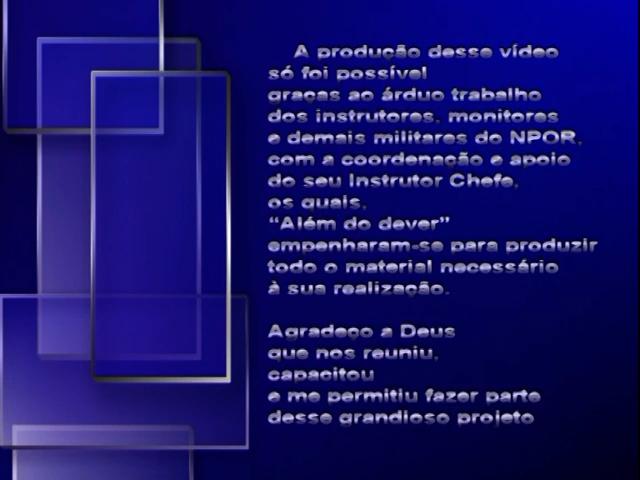 A produção desse vídeo
só foi possível
graças ao árduo trabalho
dos instrutores, monitores
e demais militares do NPOR,
com a coordenação e apoio
do seu Instrutor Chefe,
os quais,
“Além do dever”
empenharam-se para produzir
todo o material necessário
à sua realização.
Agradeço a Deus
que nos reuniu,
capacitou
e me permitiu fazer parte
desse grandioso projeto